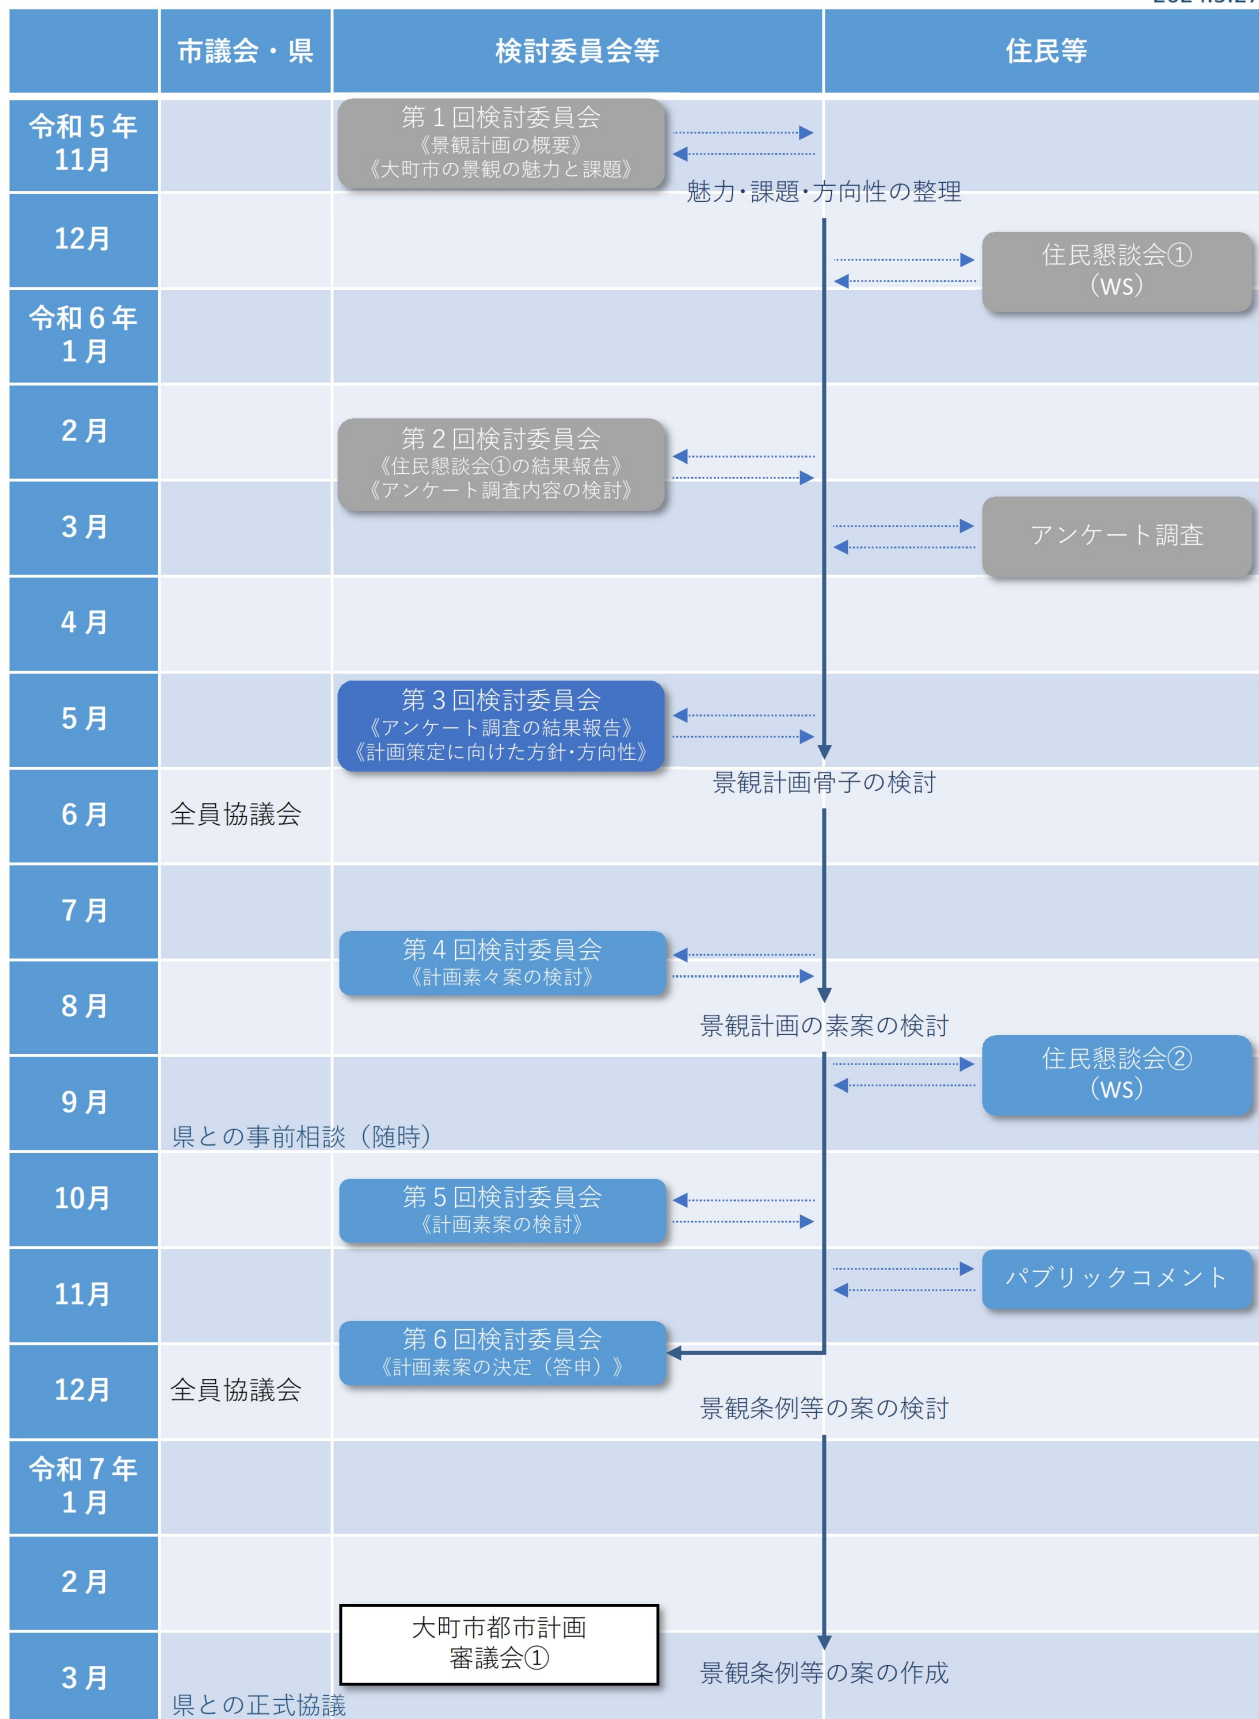 市議会・県 検討委員会等 住民等
令和5年
11月
第1回検討委員会
《景観計画の概要》
《大町市の景観の魅力と課題》
魅力・課題・方向性の整理
12月
住民懇談会①
(WS)
令和6年
1月
2月
第2回検討委員会
《住民懇談会①の結果報告》
《アンケート調査内容の検討》
3月
アンケート調査
4月
5月
第3回検討委員会
《アンケート調査の結果報告》
《計画策定に向けた方針・方向性》
景観計画骨子の検討
6月
全員協議会
7月
第4回検討委員会
《計画素々案の検討》
8月
景観計画の素案の検討
住民懇談会②
(WS)
9月
県との事前相談（随時）
10月
第5回検討委員会
《計画素案の検討》
11月
パブリックコメント
第6回検討委員会
《計画素案の決定（答申）》
12月
全員協議会
景観条例等の案の検討
令和7年
1月
2月
大町市都市計画
審議会①
3月
景観条例等の案の作成
県との正式協議